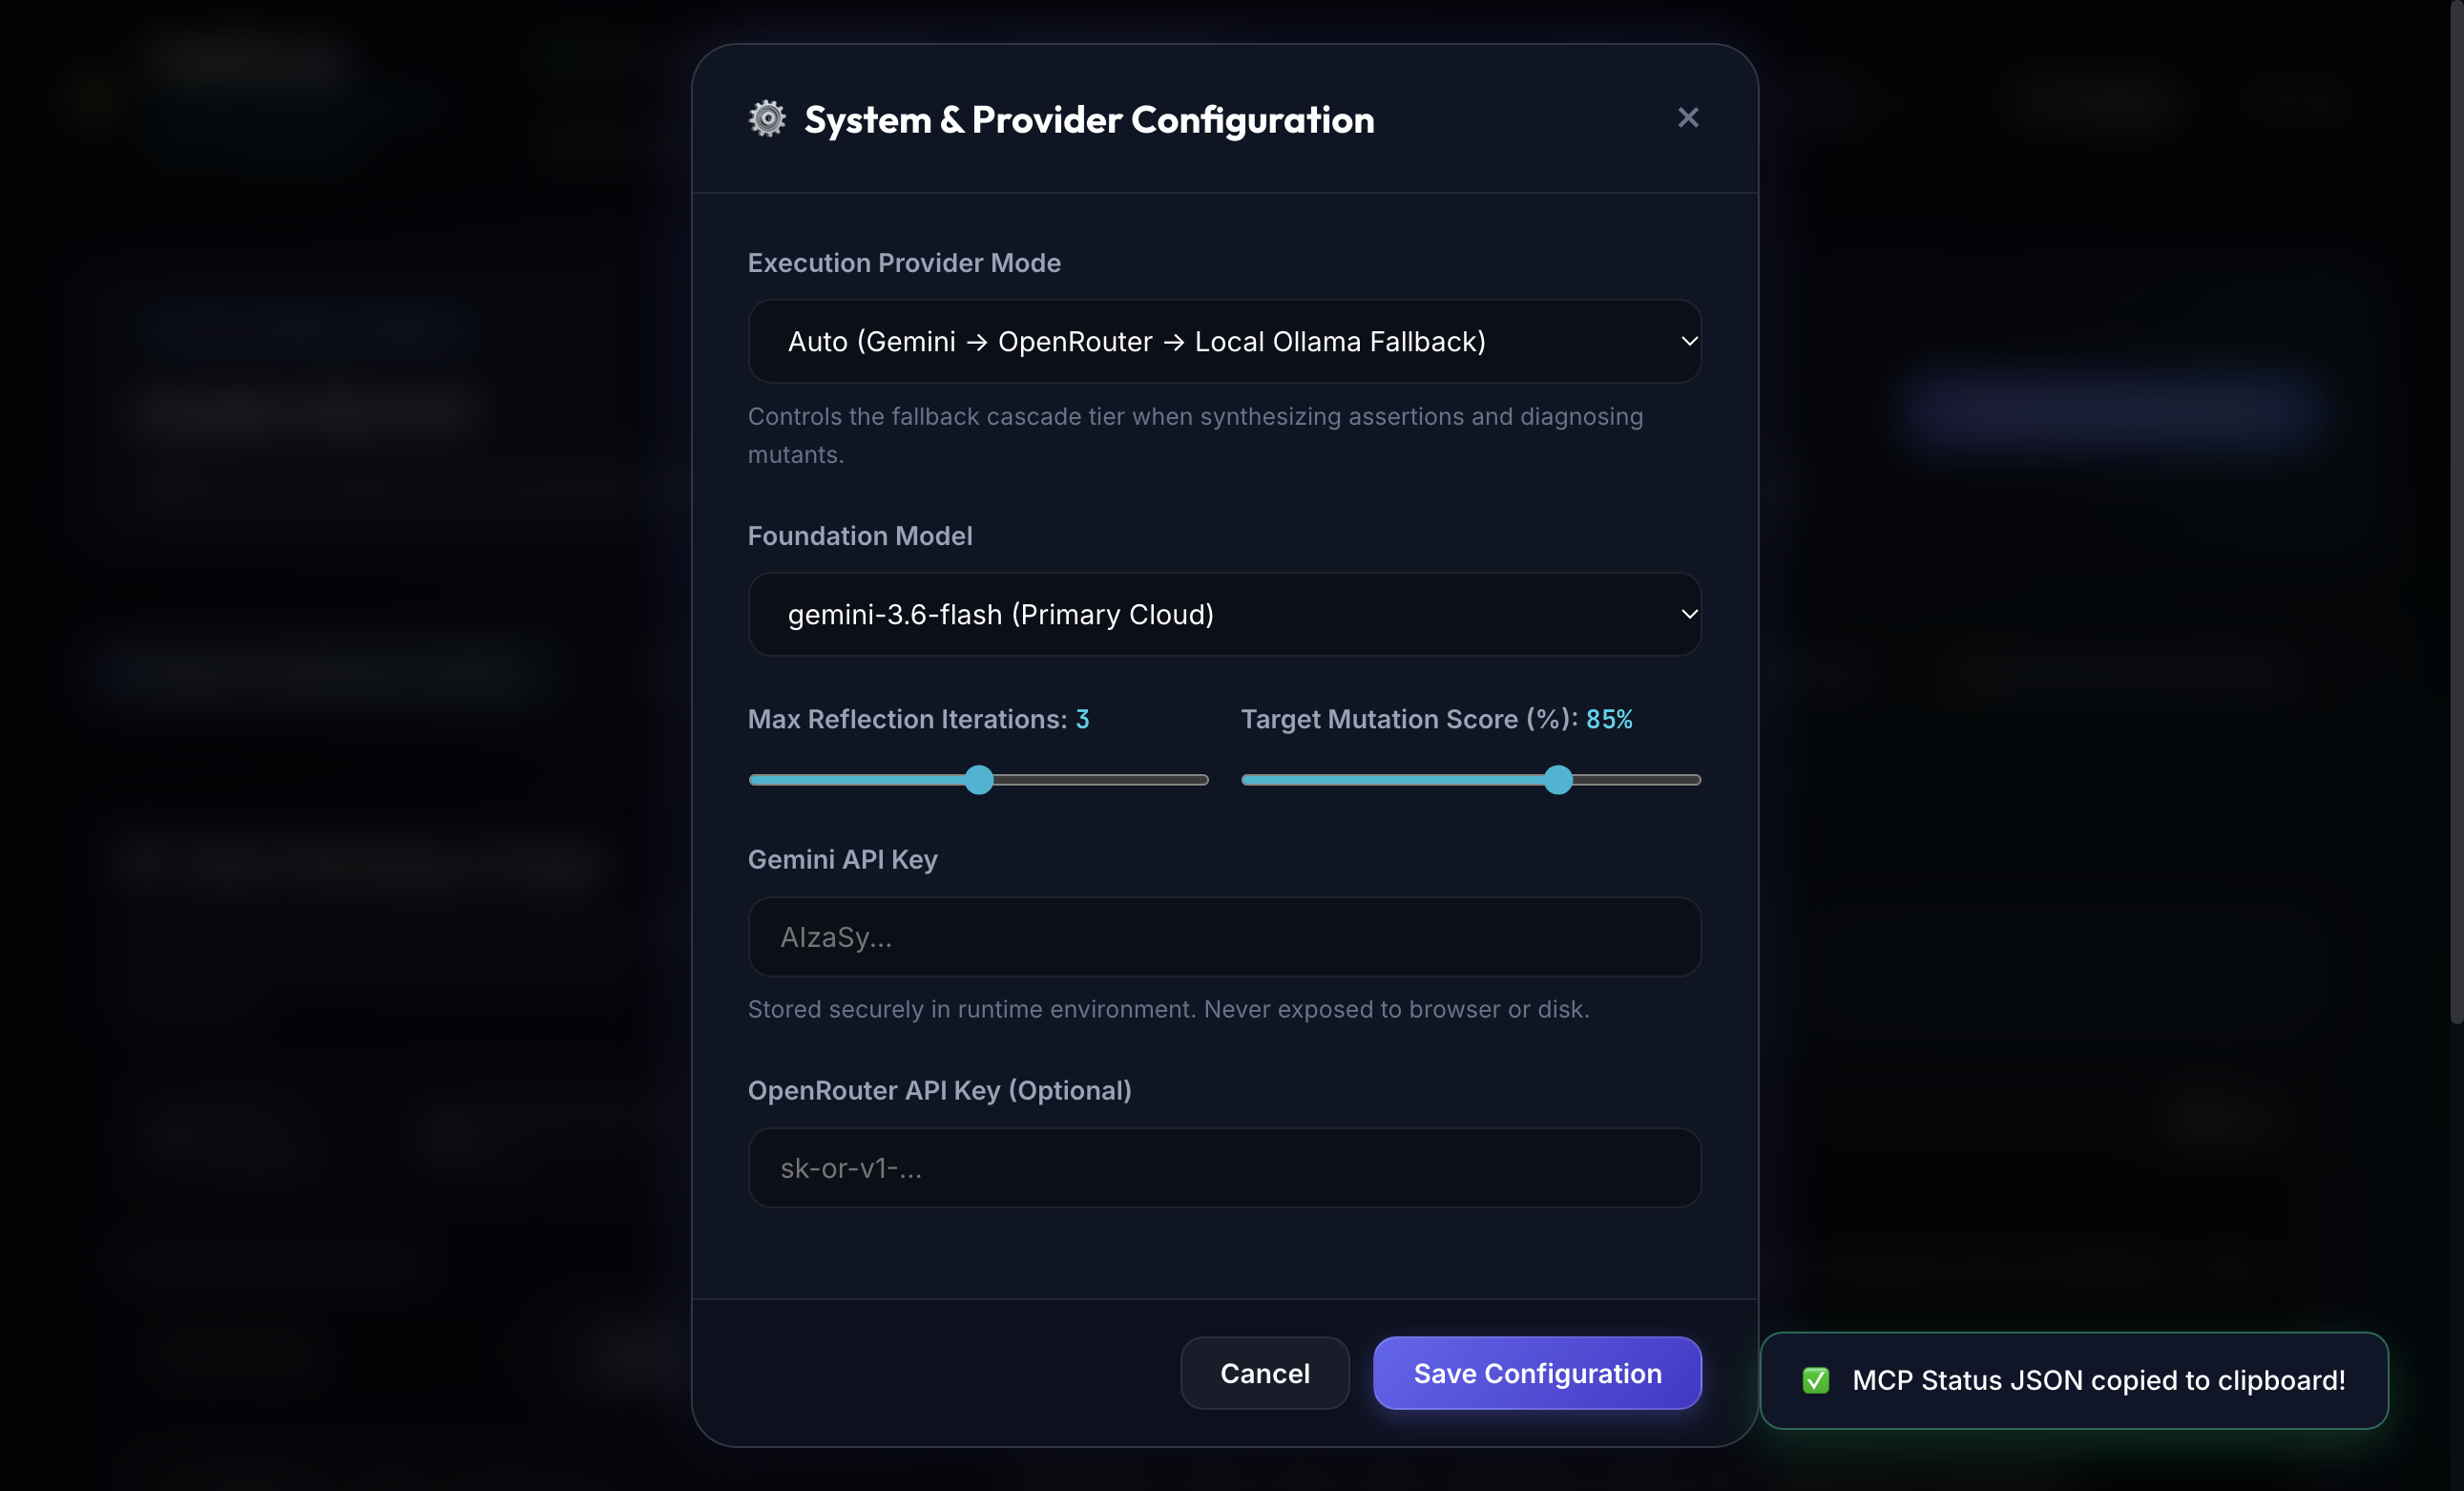 System & Provider Configuration
Execution Provider Mode
Auto (Gemini → OpenRouter → Local Ollama Fallback)
Controls the fallback cascade tier when synthesizing assertions and diagnosing
mutants.
Foundation Model
gemini-3.6-flash (Primary Cloud)
Max Reflection Iterations: 3
Target Mutation Score (%): 85%
Gemini API Key
AIzaSy...
Stored securely in runtime environment. Never exposed to browser or disk.
OpenRouter API Key (Optional)
sk-or-v1-...
Cancel
Save Configuration
MCP Status JSON copied to clipboard!